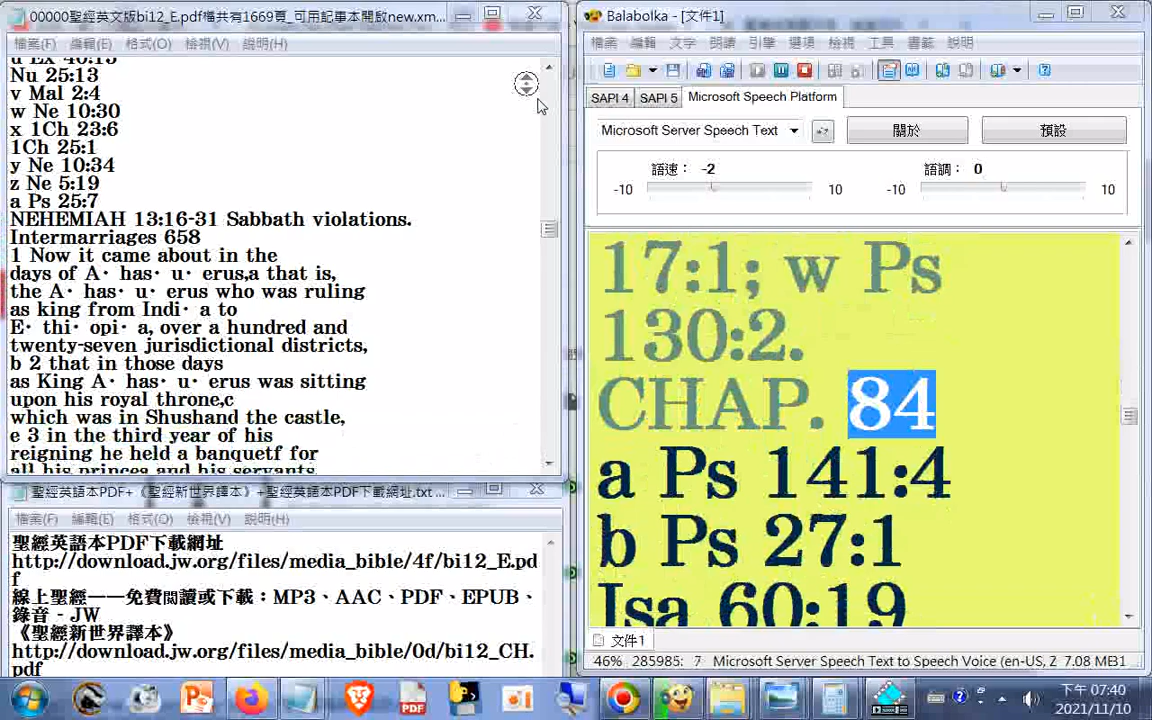 00000聖經英文版bi12_E.pdf檔共有1669頁_可用記事本開啟new.xm...
檔案(F) 編輯(E) 格式(O) 檢視(V) 說明(H)
u Ex 40:15
Nu 25:13
v Mal 2:4
w Ne 10:30
x 1Ch 23:6
1Ch 25:1
y Ne 10:34
z Ne 5:19
a Ps 25:7
NEHEMIAH 13:16-31 Sabbath violations.
Intermarriages 658
1 Now it came about in the
days of A· has· u· erus,a that is,
the A· has· u· erus who was ruling
as king from Indi· a to
E· thi· opi· a, over a hundred and
twenty-seven jurisdictional districts,
b 2 that in those days
as King A· has· u· erus was sitting
upon his royal throne,c
which was in Shushand the castle,
e 3 in the third year of his
reigning he held a banquetf for
all his princes and his servants,
聖經英語本PDF+《聖經新世界譯本》+聖經英語本PDF下載網址.txt ...
檔案(F) 編輯(E) 格式(O) 檢視(V) 說明(H)
聖經英語本PDF下載網址
http://download.jw.org/files/media_bible/4f/bi12_E.pd
f
線上聖經——免費閱讀或下載：MP3、AAC、PDF、EPUB、
錄音 - JW
《聖經新世界譯本》
http://download.jw.org/files/media_bible/0d/bi12_CH.
pdf
Balabolka - [文件1]
檔案 編輯 文字 朗讀 引擎 選項 檢視 工具 書籤 說明
SAPI 4 SAPI 5 Microsoft Speech Platform
Microsoft Server Speech Text 關於 預設
語速： -2 語調： 0
-10 10 -10 10
17:1; w Ps
130:2.
CHAP. 84
a Ps 141:4
b Ps 27:1
Isa 60:19
文件1
46% 285985: 7 Microsoft Server Speech Text to Speech Voice (en-US, Z 7.08 MB1
PDF
下午 07:40
2021/11/10